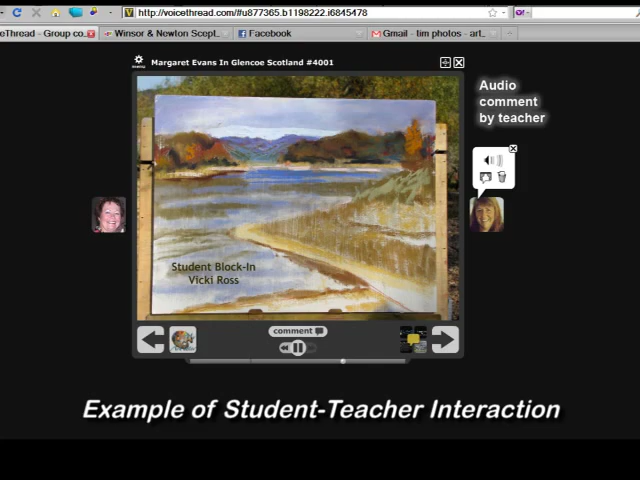 http://voicethread.com/#u877365.b1198222.i6845478
eThread - Group co...
Winsor & Newton Scept...
Facebook
Gmail - tim photos - art...
Margaret Evans In Glencoe Scotland #4001
Audio
comment
by teacher
Student Block-In
Vicki Ross
comment
Example of Student-Teacher Interaction